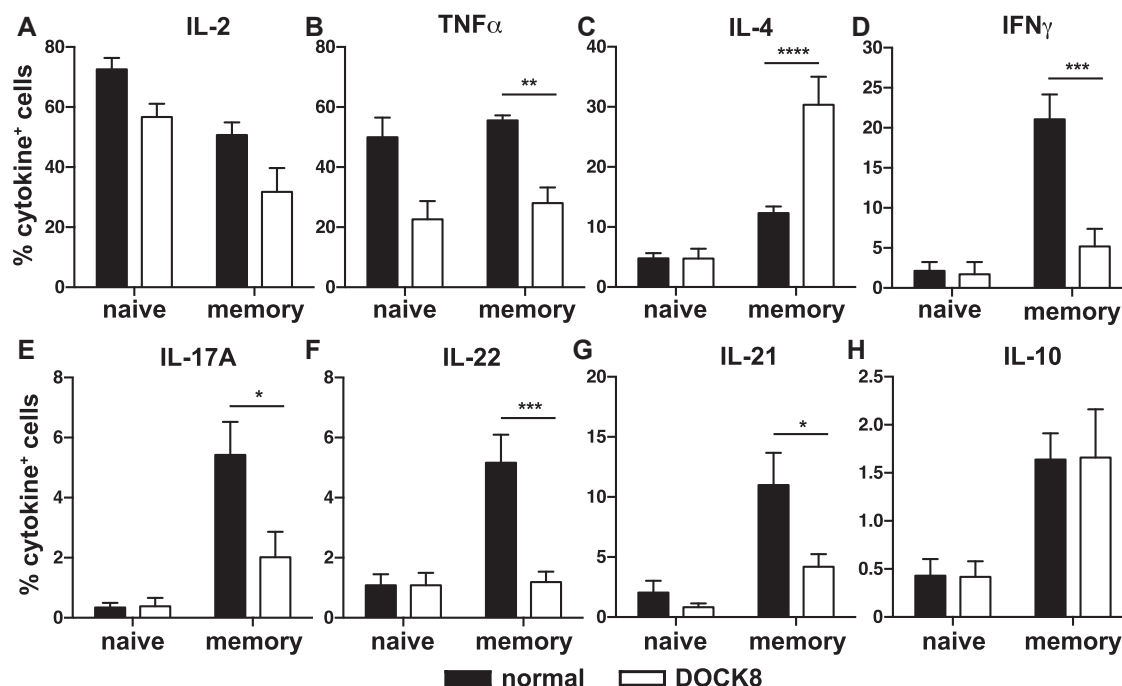 A IL-2
B TNFα
C IL-4
D IFNγ
% cytokine⁺ cells
80
60
40
20
0
naive memory
80
60
40
20
0
**
naive memory
40
30
20
10
0
****
naive memory
30
25
20
15
10
5
0
***
naive memory
E IL-17A
F IL-22
G IL-21
H IL-10
% cytokine⁺ cells
8
6
4
2
0
*
naive memory
8
6
4
2
0
***
naive memory
20
15
10
5
0
*
naive memory
2.5
2.0
1.5
1.0
0.5
0
naive memory
normal DOCK8